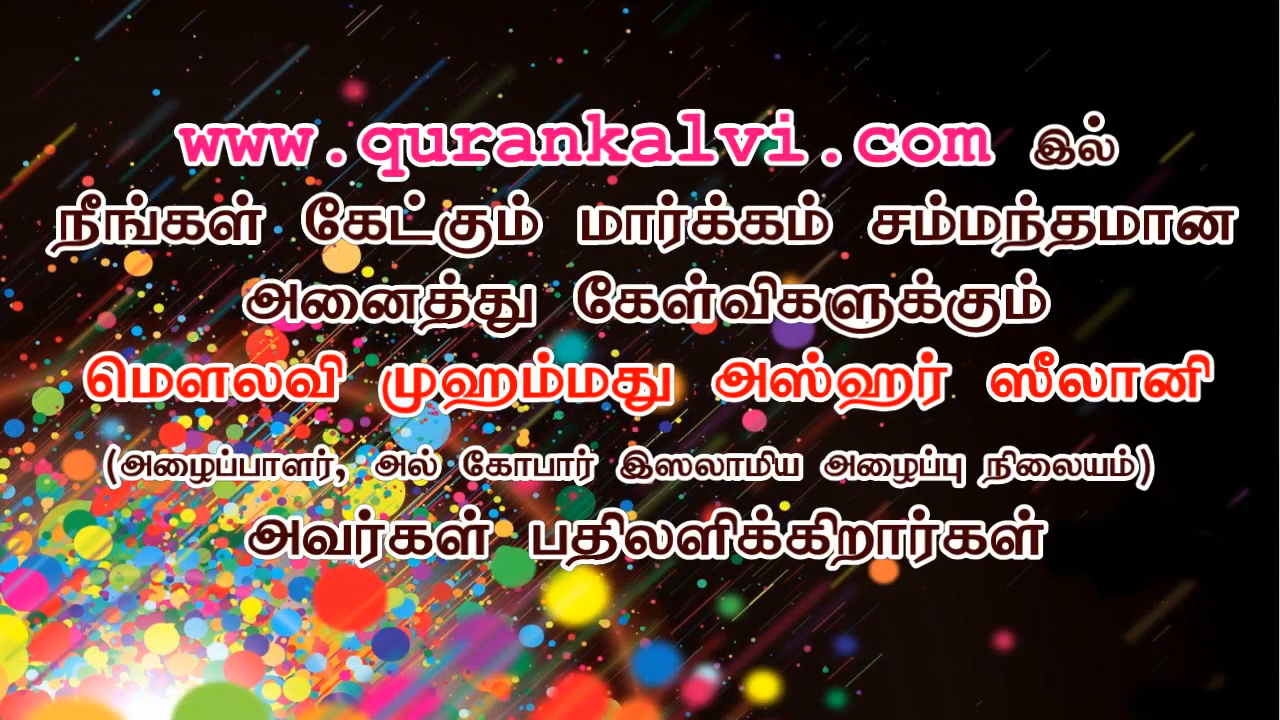 www.qurankalvi.com இல்
நீங்கள் கேட்கும் மார்க்கம் சம்மந்தமான
அனைத்து கேள்விகளுக்கும்
மௌலவி முஹம்மது அஸ்ஹர் ஸீலானி
(அழைப்பாளர், அல் கோபார் இஸலாமிய அழைப்பு நிலையம்)
அவர்கள் பதிலளிக்கிறார்கள்